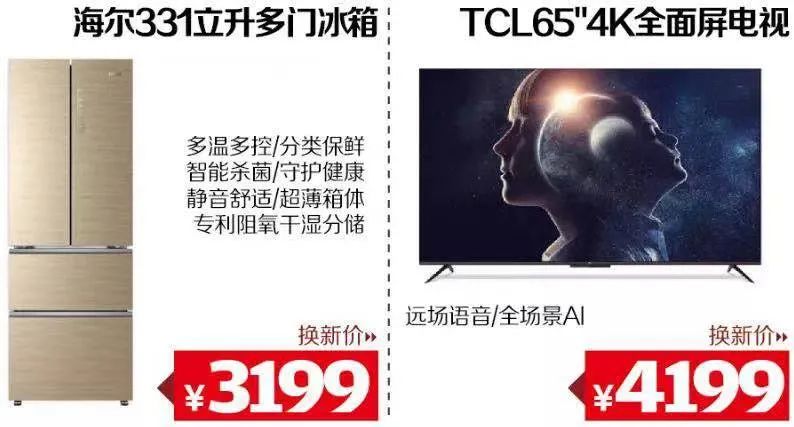 海尔331立升多门冰箱
多温多控/分类保鲜
智能杀菌/守护健康
静音舒适/超薄箱体
专利阻氧干湿分储
换新价
¥3199
TCL65"4K全面屏电视
远场语音/全场景AI
换新价
¥4199